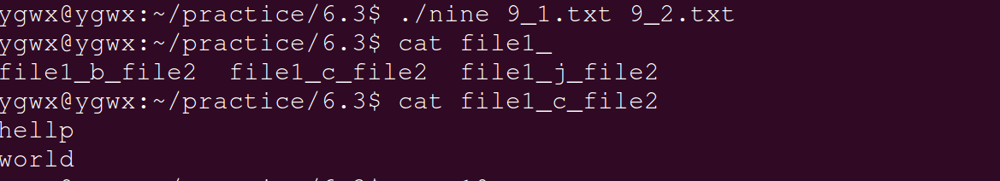 ygwx@ygwx:~/practice/6.3$ ./nine 9_1.txt 9_2.txt
ygwx@ygwx:~/practice/6.3$ cat file1_
file1_b_file2  file1_c_file2  file1_j_file2
ygwx@ygwx:~/practice/6.3$ cat file1_c_file2
hellp
world